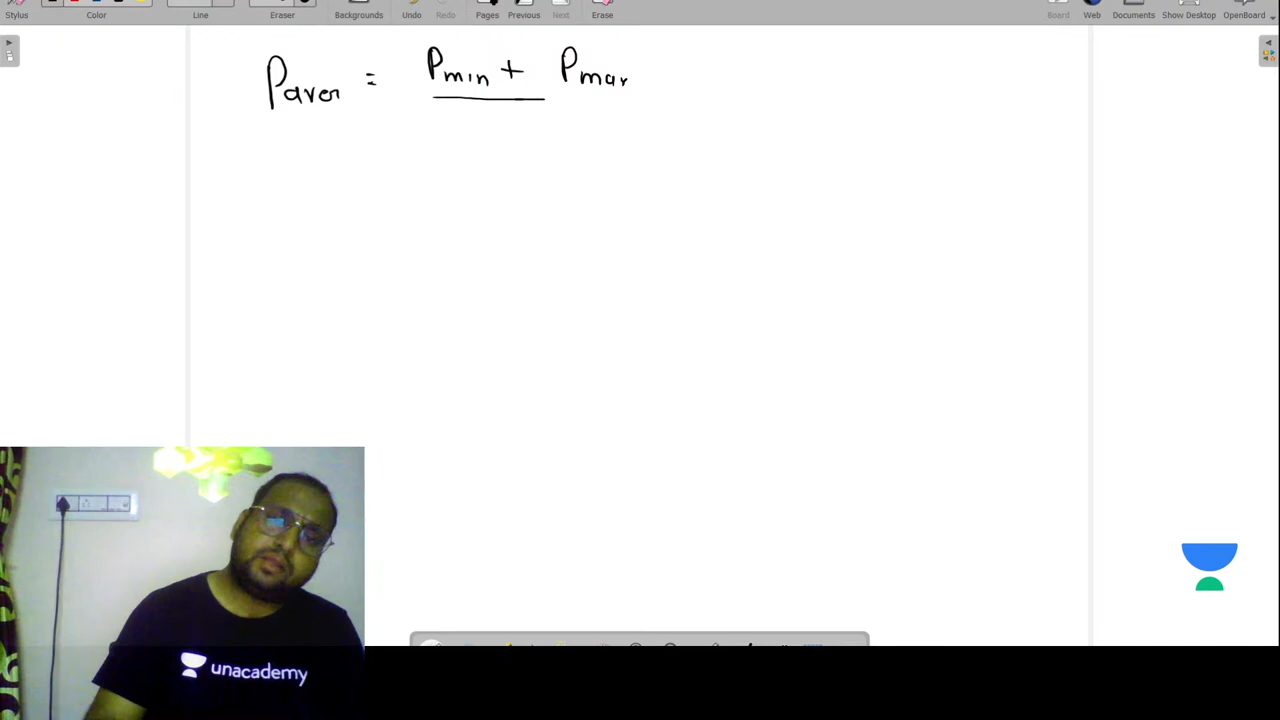 Stylus Color Line Eraser Backgrounds Undo Redo Pages Previous Next Erase Board Web Documents Show Desktop OpenBoard
Paver = Pmin + Pmax
unacademy